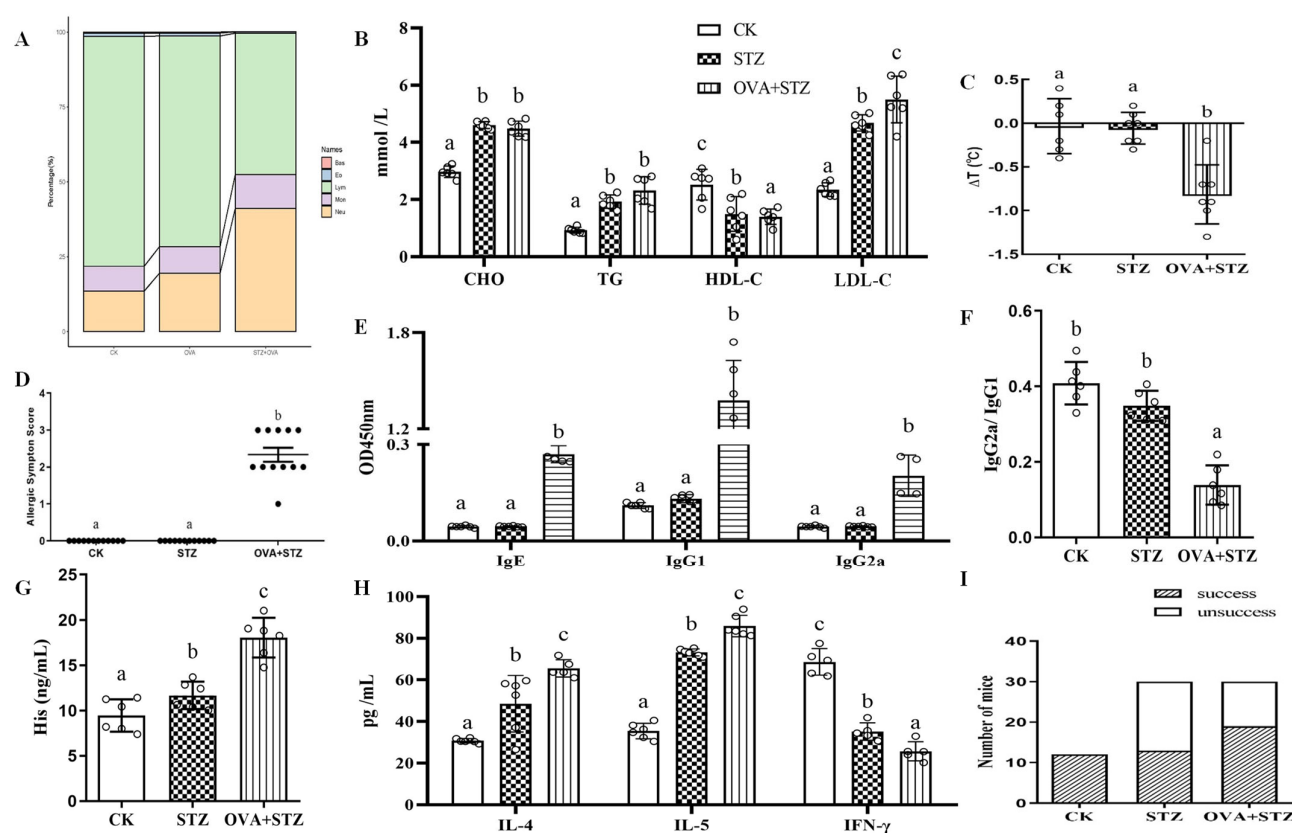 A
100
75
50
25
0
Percentage(%)
CK
OVA
STZ+OVA
Names
Bas
Eo
Lym
Mon
Neu
B
8
6
4
2
0
mmol /L
CK
STZ
OVA+STZ
a b b
a b b
c b a
a b c
CHO
TG
HDL-C
LDL-C
C
0.5
0.0
-0.5
-1.0
-1.5
ΔT (℃)
a a b
CK
STZ
OVA+STZ
D
4
3
2
1
0
Allergic Symptom Score
a a b
CK
STZ
OVA+STZ
E
1.8
1.2
0.3
0.0
OD450nm
a a b
a a b
a a b
IgE
IgG1
IgG2a
F
0.6
0.4
0.2
0.0
IgG2a/ IgG1
b b a
CK
STZ
OVA+STZ
G
25
20
15
10
5
0
His (ng/mL)
a b c
CK
STZ
OVA+STZ
H
100
80
60
40
20
0
pg /mL
a b c
a b c
c b a
IL-4
IL-5
IFN-γ
I
success
unsuccess
40
30
20
10
0
Number of mice
CK
STZ
OVA+STZ